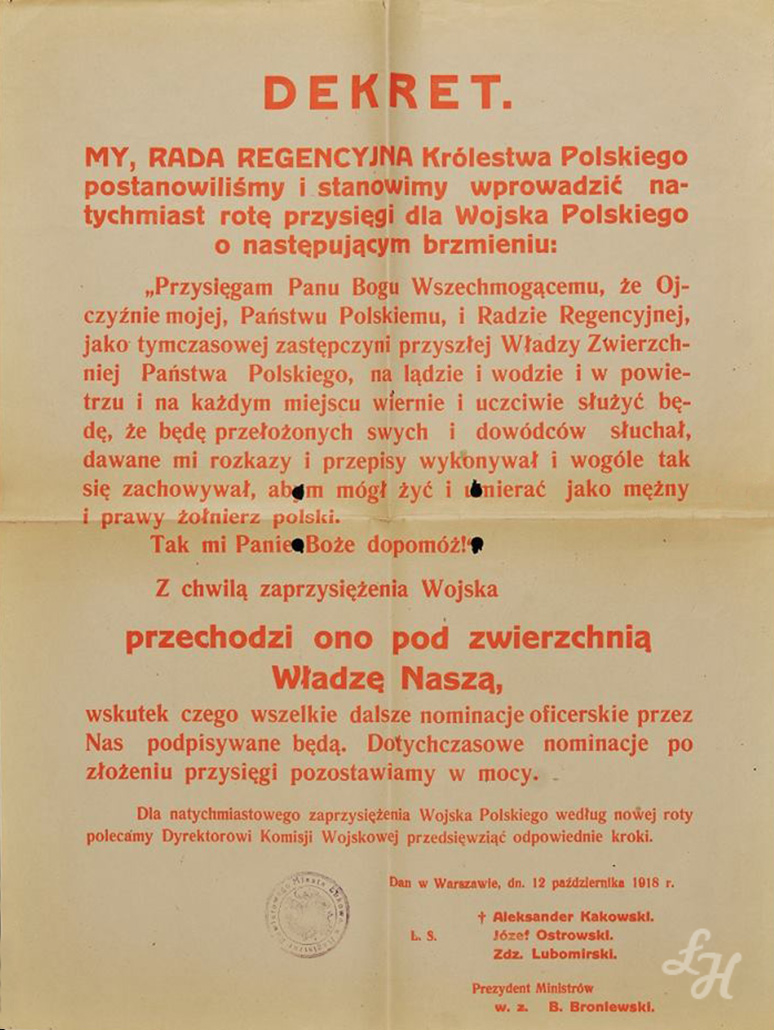 DEKRET.
MY, RADA REGENCYJNA Królestwa Polskiego
postanowiliśmy i stanowimy wprowadzić na-
tychmiast rotę przysięgi dla Wojska Polskiego
o następującym brzmieniu:
„Przysięgam Panu Bogu Wszechmogącemu, że Oj-
czyźnie mojej, Państwu Polskiemu, i Radzie Regencyjnej,
jako tymczasowej zastępczyni przyszłej Władzy Zwierzch-
niej Państwa Polskiego, na lądzie i wodzie i w powie-
trzu i na każdym miejscu wiernie i uczciwie służyć bę-
dę, że będę przełożonych swych i dowódców słuchał,
dawane mi rozkazy i przepisy wykonywał i wogóle tak
się zachowywał, abym mógł żyć i umierać jako mężny
i prawy żołnierz polski.
Tak mi Panie Boże dopomóż!“
Z chwilą zaprzysiężenia Wojska
przechodzi ono pod zwierzchnią
Władzę Naszą,
wskutek czego wszelkie dalsze nominacje oficerskie przez
Nas podpisywane będą. Dotychczasowe nominacje po
złożeniu przysięgi pozostawiamy w mocy.
Dla natychmiastowego zaprzysiężenia Wojska Polskiego według nowej roty
polecamy Dyrektorowi Komisji Wojskowej przedsięwziąć odpowiednie kroki.
Dan w Warszawie, dn. 12 października 1918 r.
† Aleksander Kakowski.
Ł. S. Józef Ostrowski.
Zdz. Lubomirski.
Prezydent Ministrów
w. z. B. Broniewski.
ŁH